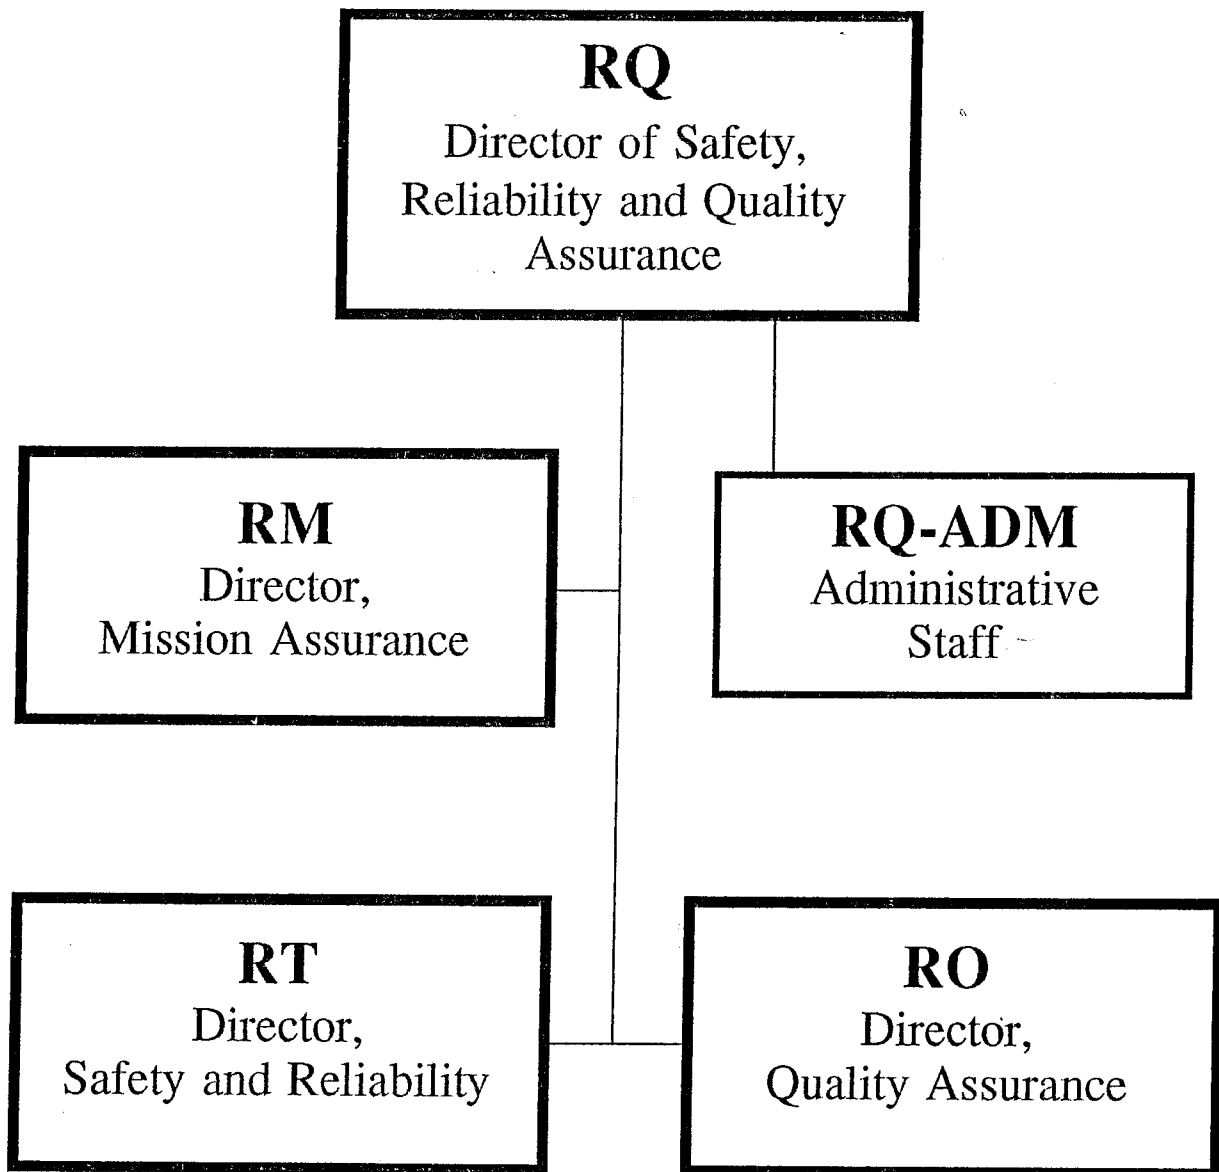 RQ
Director of Safety,
Reliability and Quality
Assurance
RM
Director,
Mission Assurance
RQ-ADM
Administrative
Staff
RT
Director,
Safety and Reliability
RO
Director,
Quality Assurance